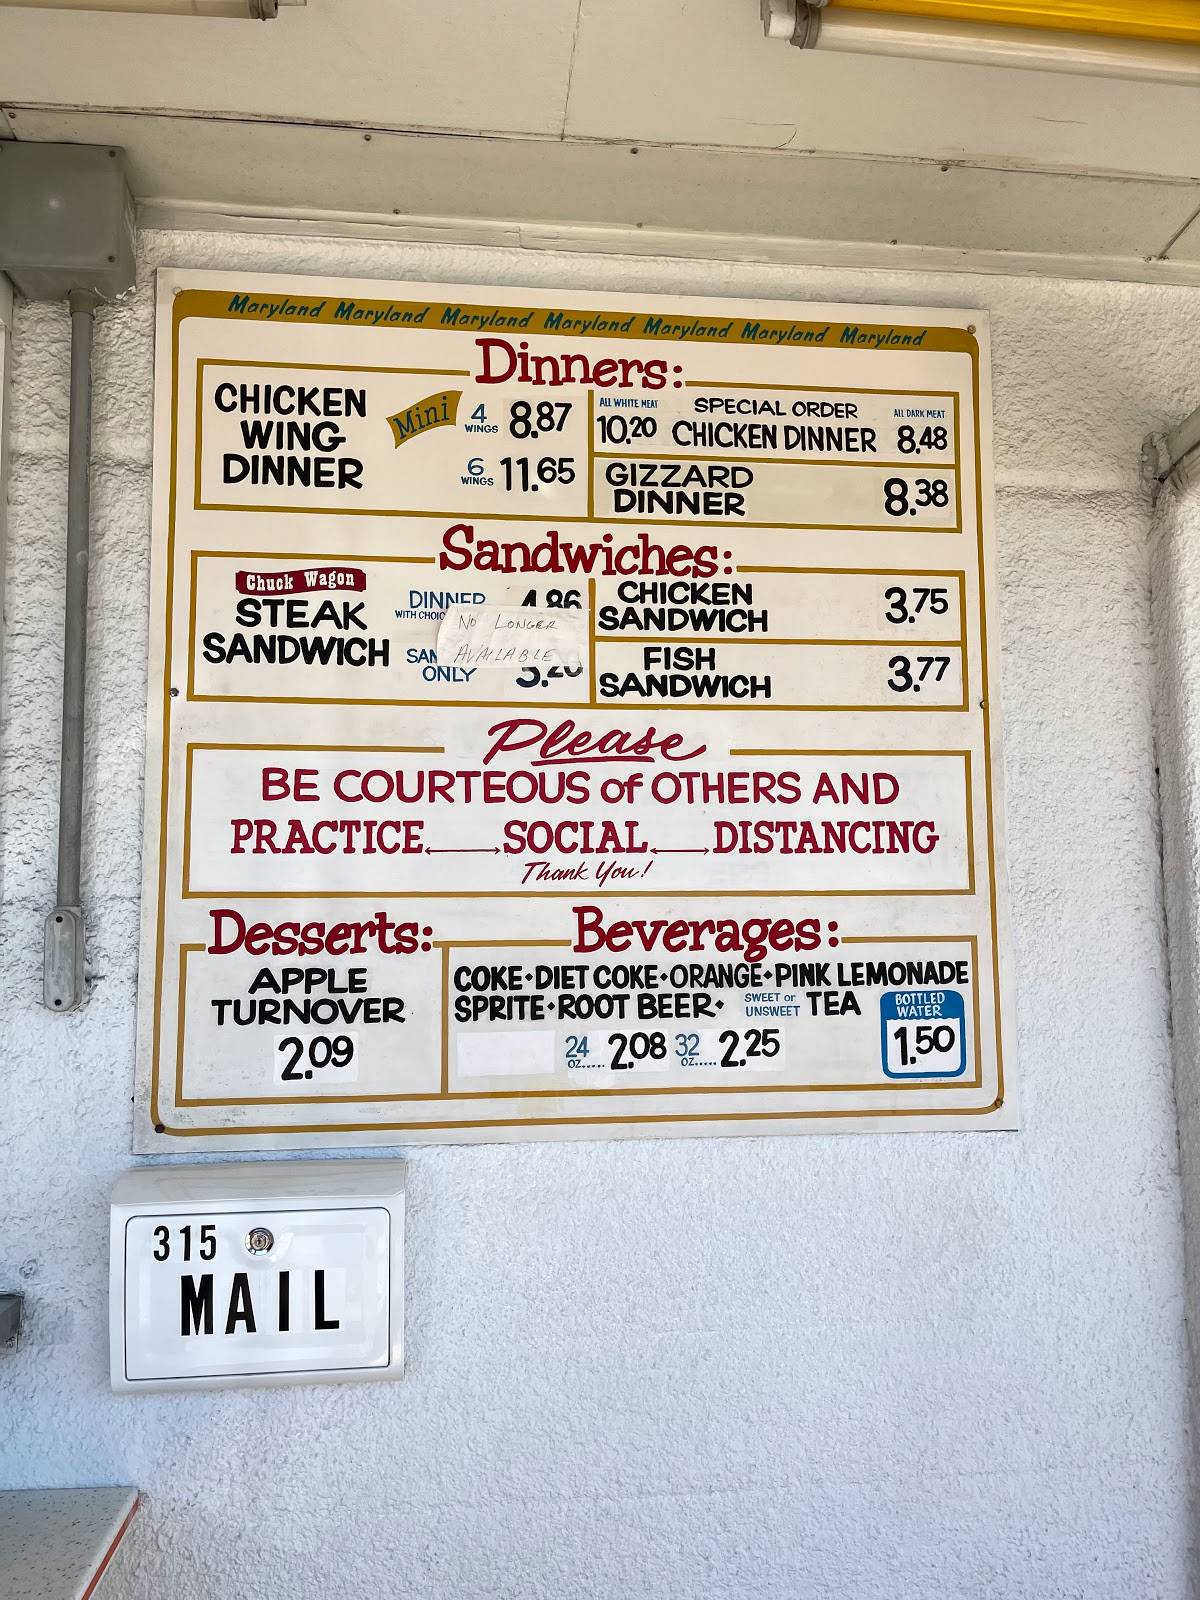 Maryland Maryland Maryland Maryland Maryland Maryland Maryland
Dinners:
CHICKEN
WING
DINNER
Mini
4 WINGS 8.87
6 WINGS 11.65
ALL WHITE MEAT
10.20
SPECIAL ORDER
CHICKEN DINNER
ALL DARK MEAT
8.48
GIZZARD
DINNER
8.38
Sandwiches:
Chuck Wagon
STEAK
SANDWICH
DINNER 4.86
WITH
NO LONGER
AVAILABLE
ONLY
CHICKEN
SANDWICH
3.75
FISH
SANDWICH
3.77
Please
BE COURTEOUS of OTHERS AND
PRACTICE SOCIAL DISTANCING
Thank You!
Desserts:
APPLE
TURNOVER
2.09
Beverages:
COKE•DIET COKE•ORANGE•PINK LEMONADE
SPRITE•ROOT BEER• SWEET or UNSWEET TEA
24 OZ..... 2.08 32 OZ..... 2.25
BOTTLED
WATER
1.50
315
MAIL